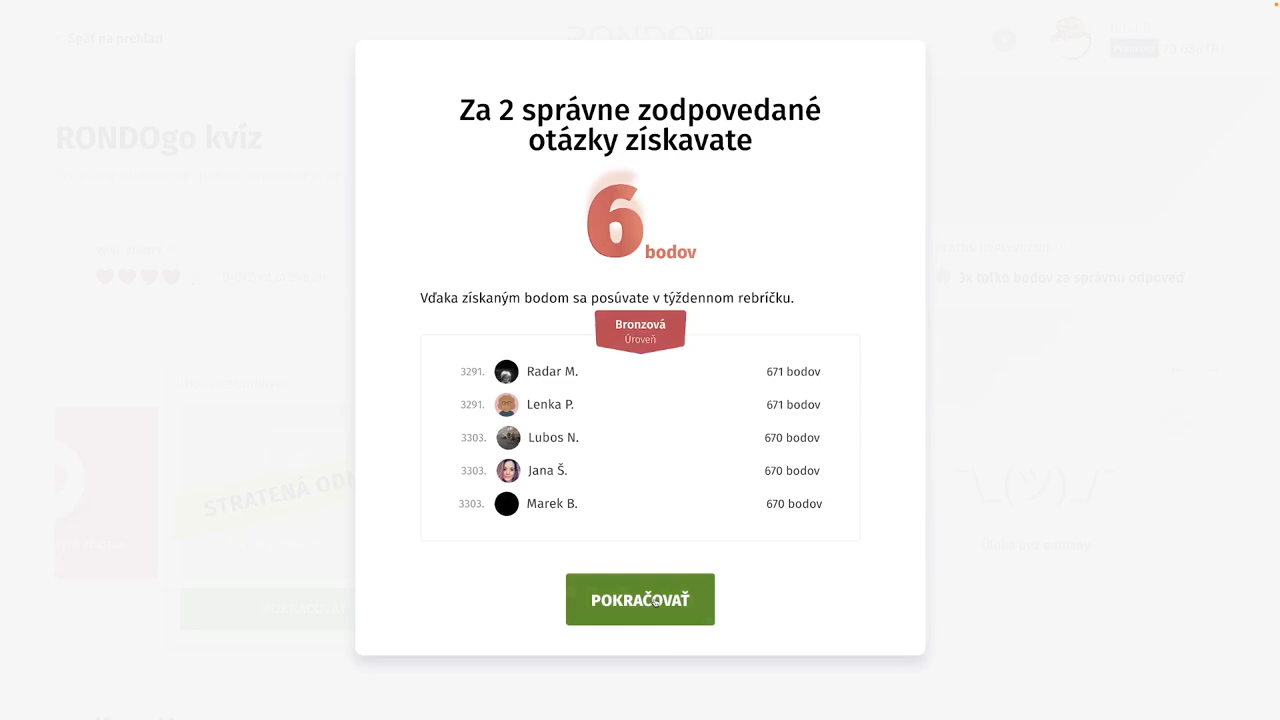 Späť na prehľad
RONDO go
RONDOgo kvíz
3x toľko bodov za správnu odpoveď
STRATENÁ
Za 2 správne zodpovedané
otázky získavate
6 bodov
Vďaka získaným bodom sa posúvate v týždennom rebríčku.
Bronzová
Úroveň
3291. Radar M. 671 bodov
3291. Lenka P. 671 bodov
3303. Lubos N. 670 bodov
3303. Jana Š. 670 bodov
3303. Marek B. 670 bodov
POKRAČOVAŤ